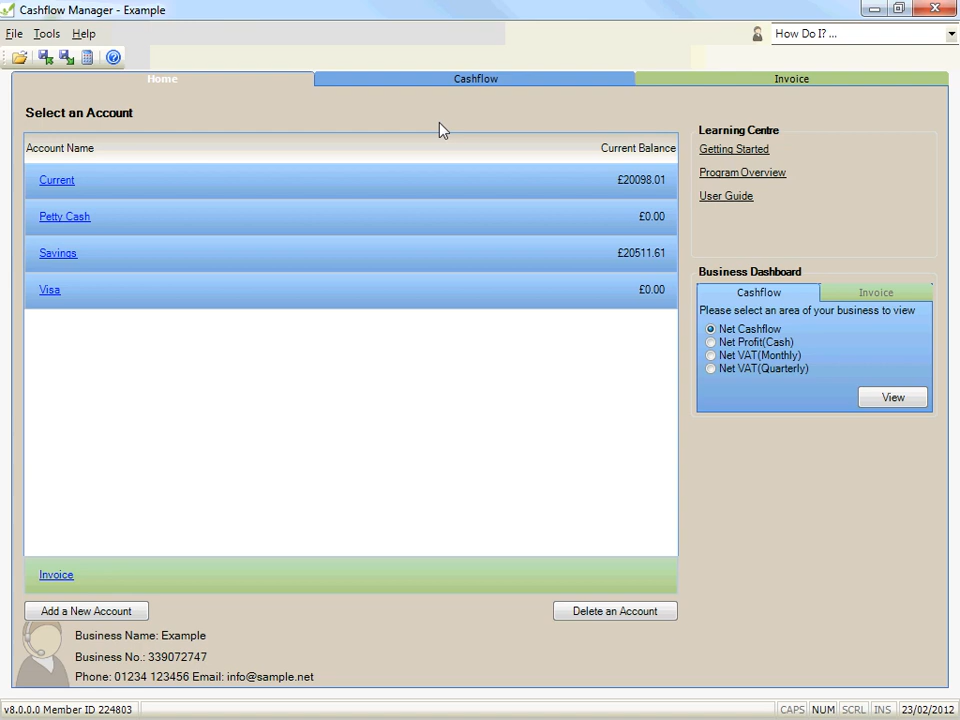 Cashflow Manager - Example
File Tools Help
How Do I? ...
Home Cashflow Invoice
Select an Account
Account Name Current Balance
Current £20098.01
Petty Cash £0.00
Savings £20511.61
Visa £0.00
Invoice
Add a New Account Delete an Account
Business Name: Example
Business No.: 339072747
Phone: 01234 123456 Email: info@sample.net
Learning Centre
Getting Started
Program Overview
User Guide
Business Dashboard
Cashflow Invoice
Please select an area of your business to view
Net Cashflow
Net Profit(Cash)
Net VAT(Monthly)
Net VAT(Quarterly)
View
v8.0.0.0 Member ID 224803 CAPS NUM SCRL INS 23/02/2012